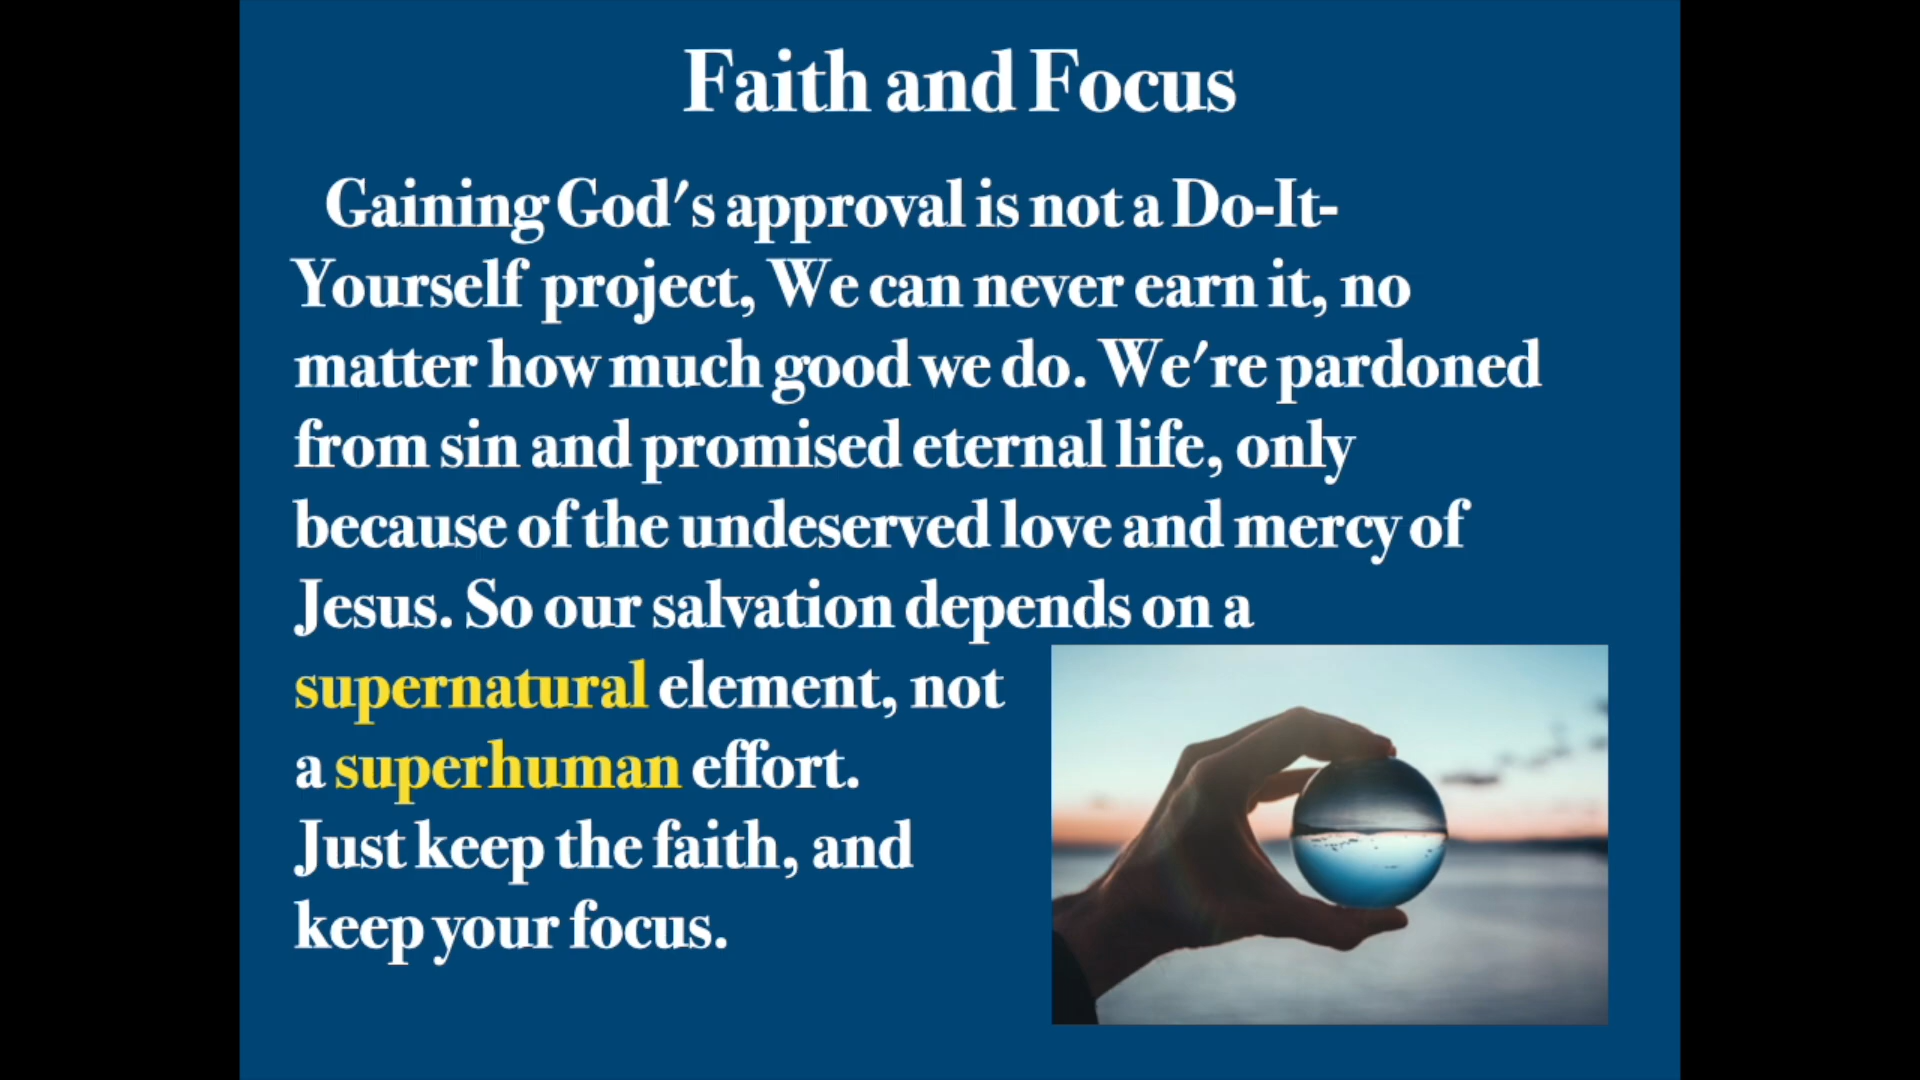 Faith and Focus
Gaining God's approval is not a Do-It-
Yourself project, We can never earn it, no
matter how much good we do. We're pardoned
from sin and promised eternal life, only
because of the undeserved love and mercy of
Jesus. So our salvation depends on a
supernatural element, not
a superhuman effort.
Just keep the faith, and
keep your focus.